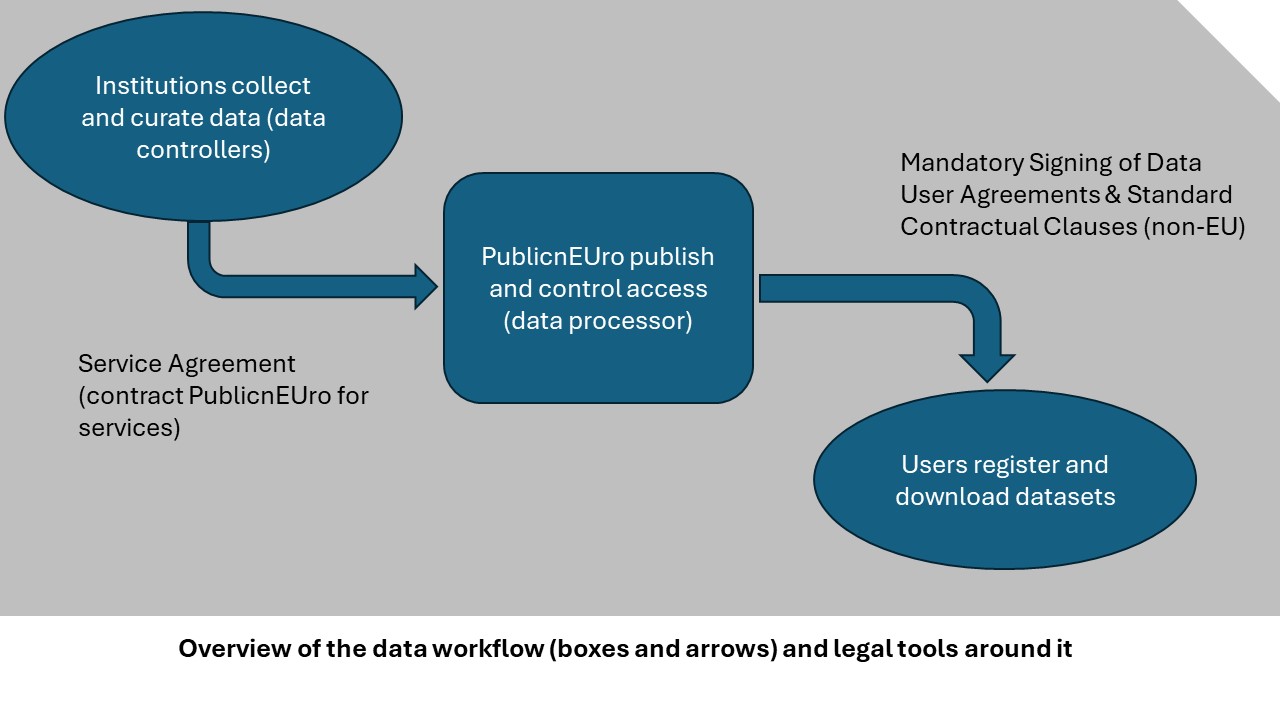 Institutions collect
and curate data (data
controllers)
Mandatory Signing of Data
User Agreements & Standard
Contractual Clauses (non-EU)
PublicnEUro publish
and control access
(data processor)
Service Agreement
(contract PublicnEUro for
services)
Users register and
download datasets
Overview of the data workflow (boxes and arrows) and legal tools around it